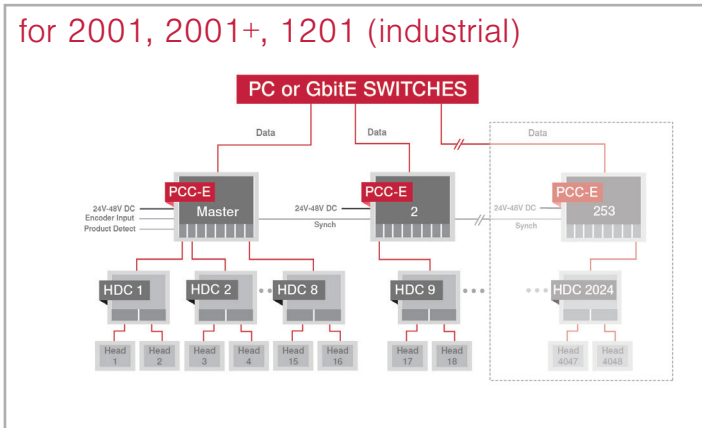 for 2001, 2001+, 1201 (industrial)
PC or GbitE SWITCHES
Data
Data
Data
PCC-E
PCC-E
PCC-E
24V-48V DC
Master
24V-48V DC
2
24V-48V DC
253
Encoder Input
Product Detect
Synch
Synch
HDC 1
HDC 2
HDC 8
HDC 9
HDC 2024
Head
1
Head
2
Head
3
Head
4
Head
15
Head
16
Head
17
Head
18
Head
4047
Head
4048